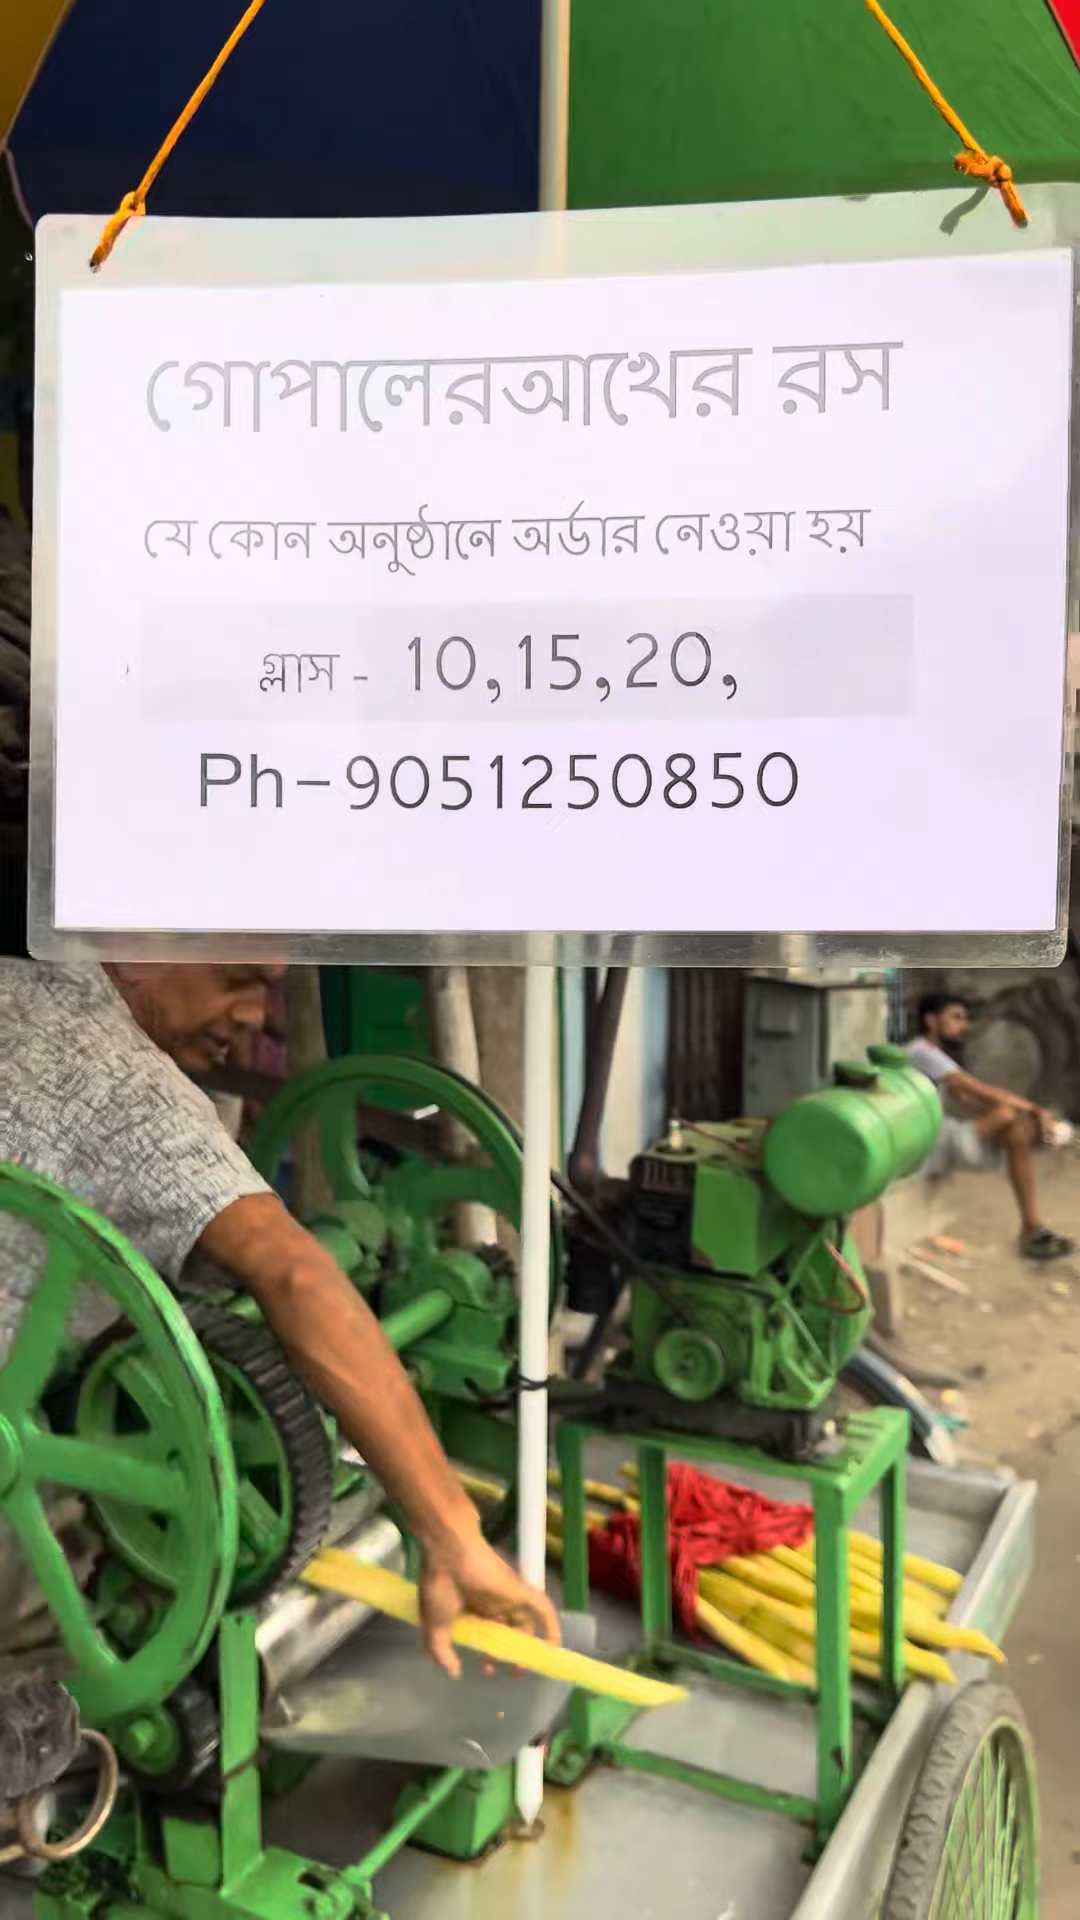 গোপালেরআখের রস
যে কোন অনুষ্ঠানে অর্ডার নেওয়া হয়
গ্লাস - 10,15,20,
Ph-9051250850